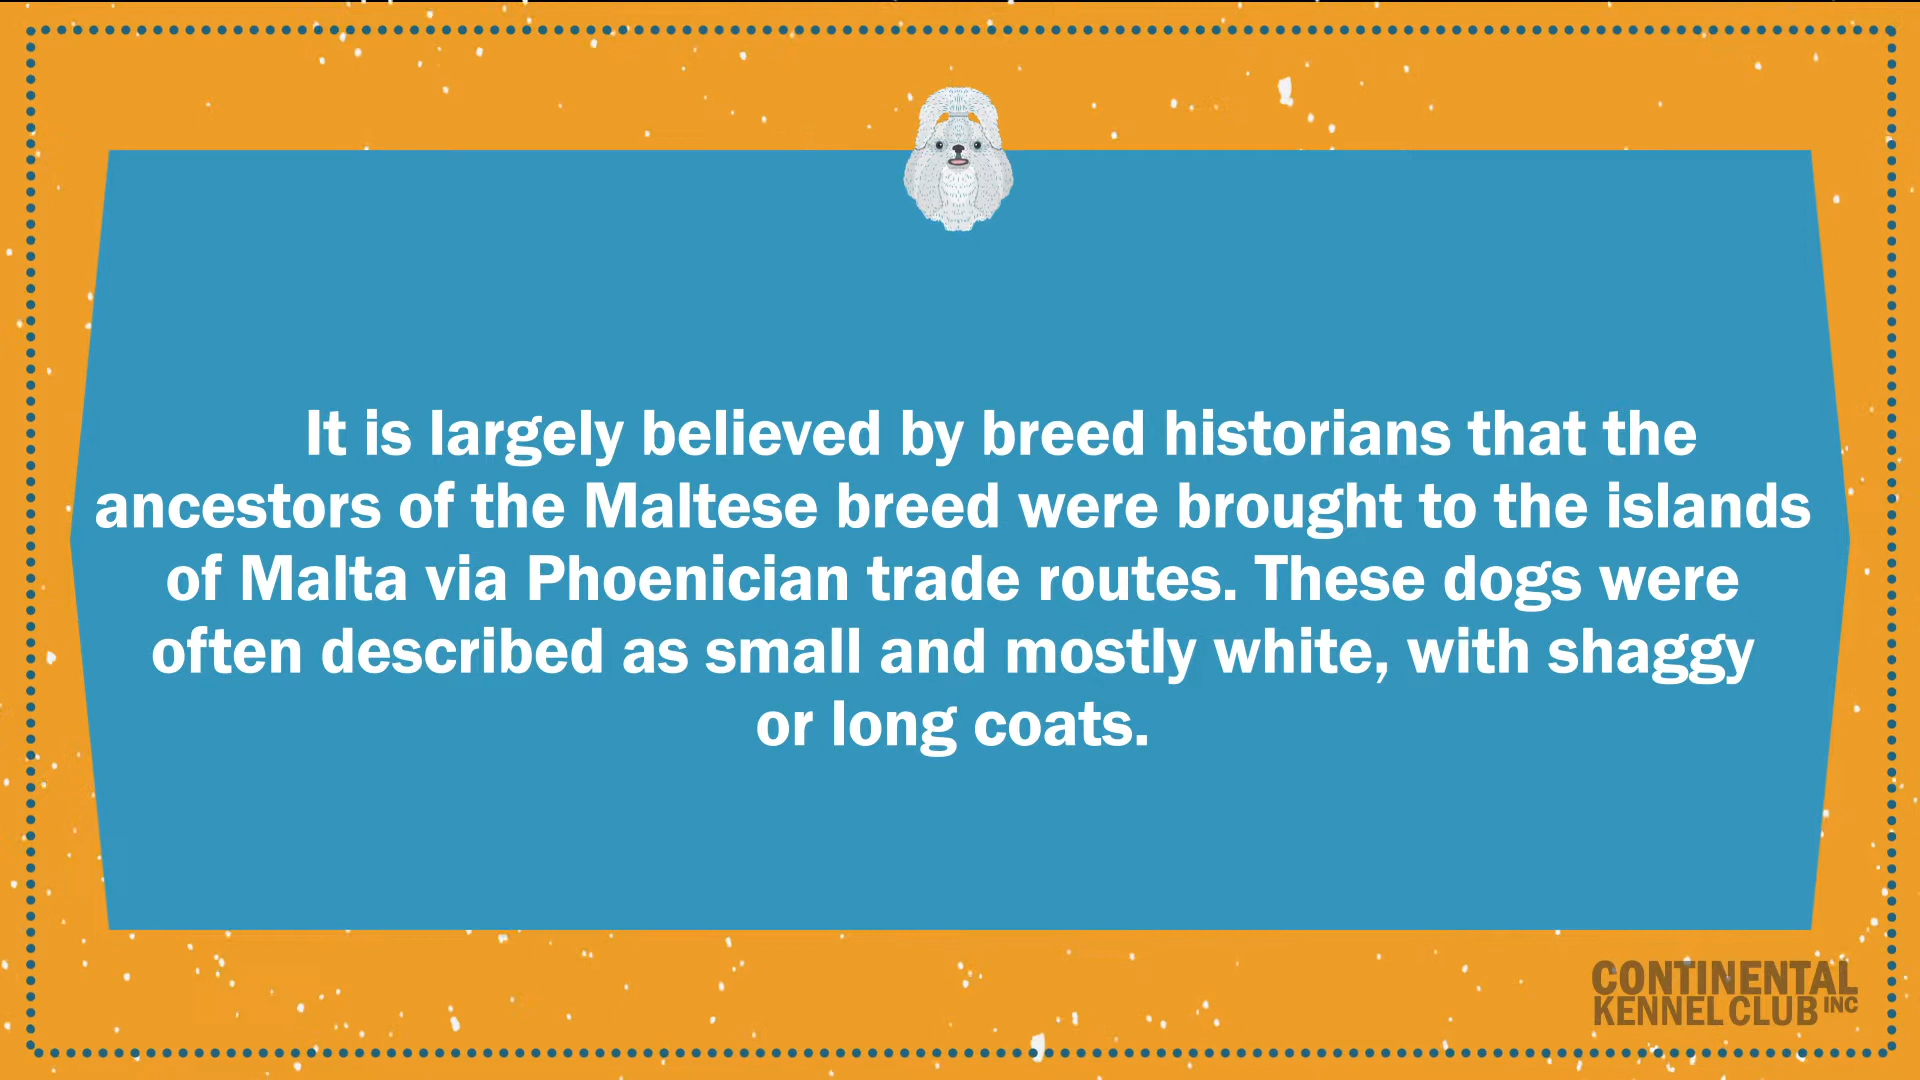 It is largely believed by breed historians that the
ancestors of the Maltese breed were brought to the islands
of Malta via Phoenician trade routes. These dogs were
often described as small and mostly white, with shaggy
or long coats.
CONTINENTAL
KENNEL CLUB INC